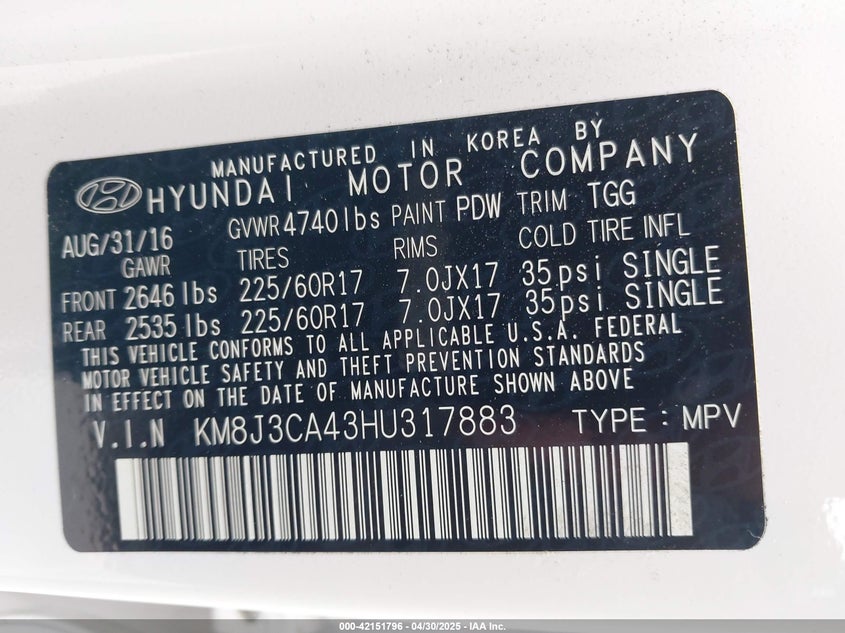 MANUFACTURED IN KOREA BY
HYUNDAI MOTOR COMPANY
AUG/31/16 GVWR 4740lbs PAINT PDW TRIM TGG
GAWR TIRES RIMS COLD TIRE INFL
FRONT 2646 lbs 225/60R17 7.0JX17 35psi SINGLE
REAR 2535 lbs 225/60R17 7.0JX17 35psi SINGLE
THIS VEHICLE CONFORMS TO ALL APPLICABLE U.S.A. FEDERAL
MOTOR VEHICLE SAFETY AND THEFT PREVENTION STANDARDS
IN EFFECT ON THE DATE OF MANUFACTURE SHOWN ABOVE
V.I.N KM8J3CA43HU317883 TYPE : MPV
000-42151796 - 04/30/2025 - IAA Inc.